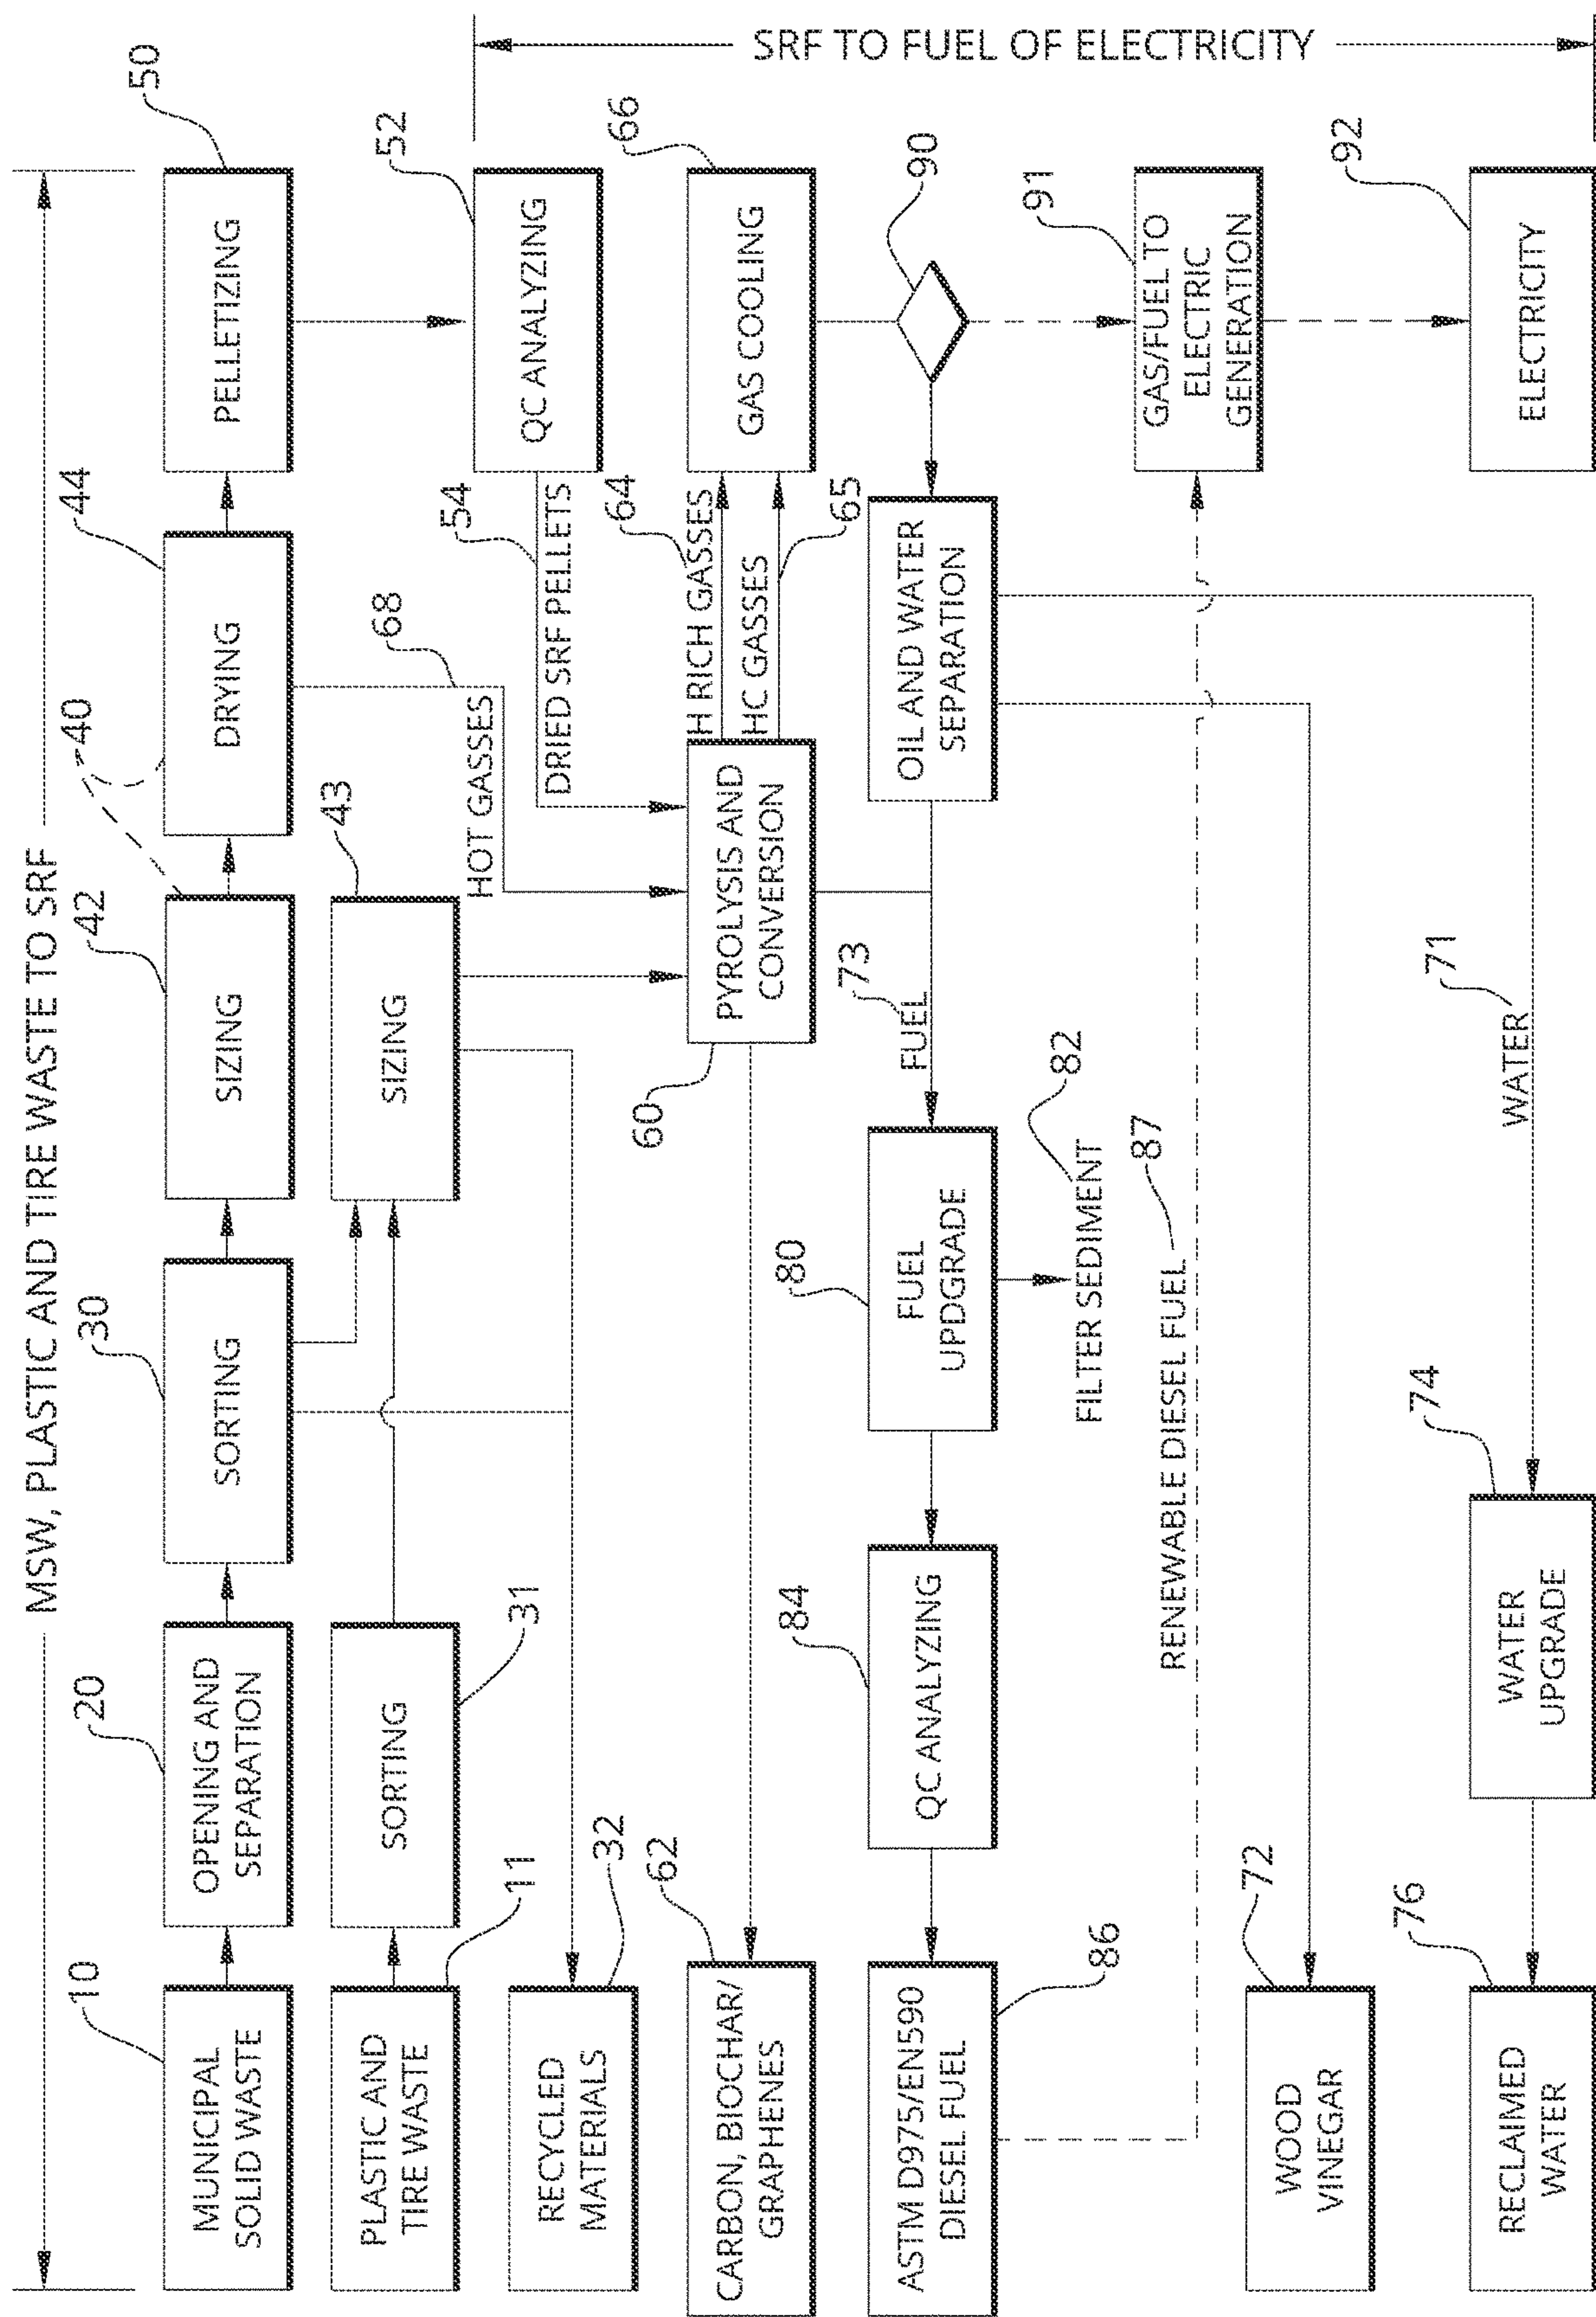 MSW, PLASTIC AND TIRE WASTE TO SRF
10
MUNICIPAL
SOLID WASTE
20
OPENING AND
SEPARATION
30
SORTING
42
SIZING
40
44
DRYING
50
PELLETIZING
PLASTIC AND
TIRE WASTE
11
SORTING
31
SIZING
43
HOT GASSES
68
RECYCLED
MATERIALS
32
54
DRIED SRF PELLETS
52
QC ANALYZING
SRF TO FUEL OF ELECTRICITY
CARBON, BIOCHAR/
GRAPHENES
62
60
PYROLYSIS AND
CONVERSION
H RICH GASSES
64
HC GASSES
65
66
GAS COOLING
ASTM D975/EN590
DIESEL FUEL
86
84
QC ANALYZING
80
FUEL
UPDGRADE
FILTER SEDIMENT
82
FUEL
73
OIL AND WATER
SEPARATION
90
RENEWABLE DIESEL FUEL
87
91
GAS/FUEL TO
ELECTRIC
GENERATION
72
WOOD
VINEGAR
76
RECLAIMED
WATER
74
WATER
UPGRADE
WATER
71
92
ELECTRICITY